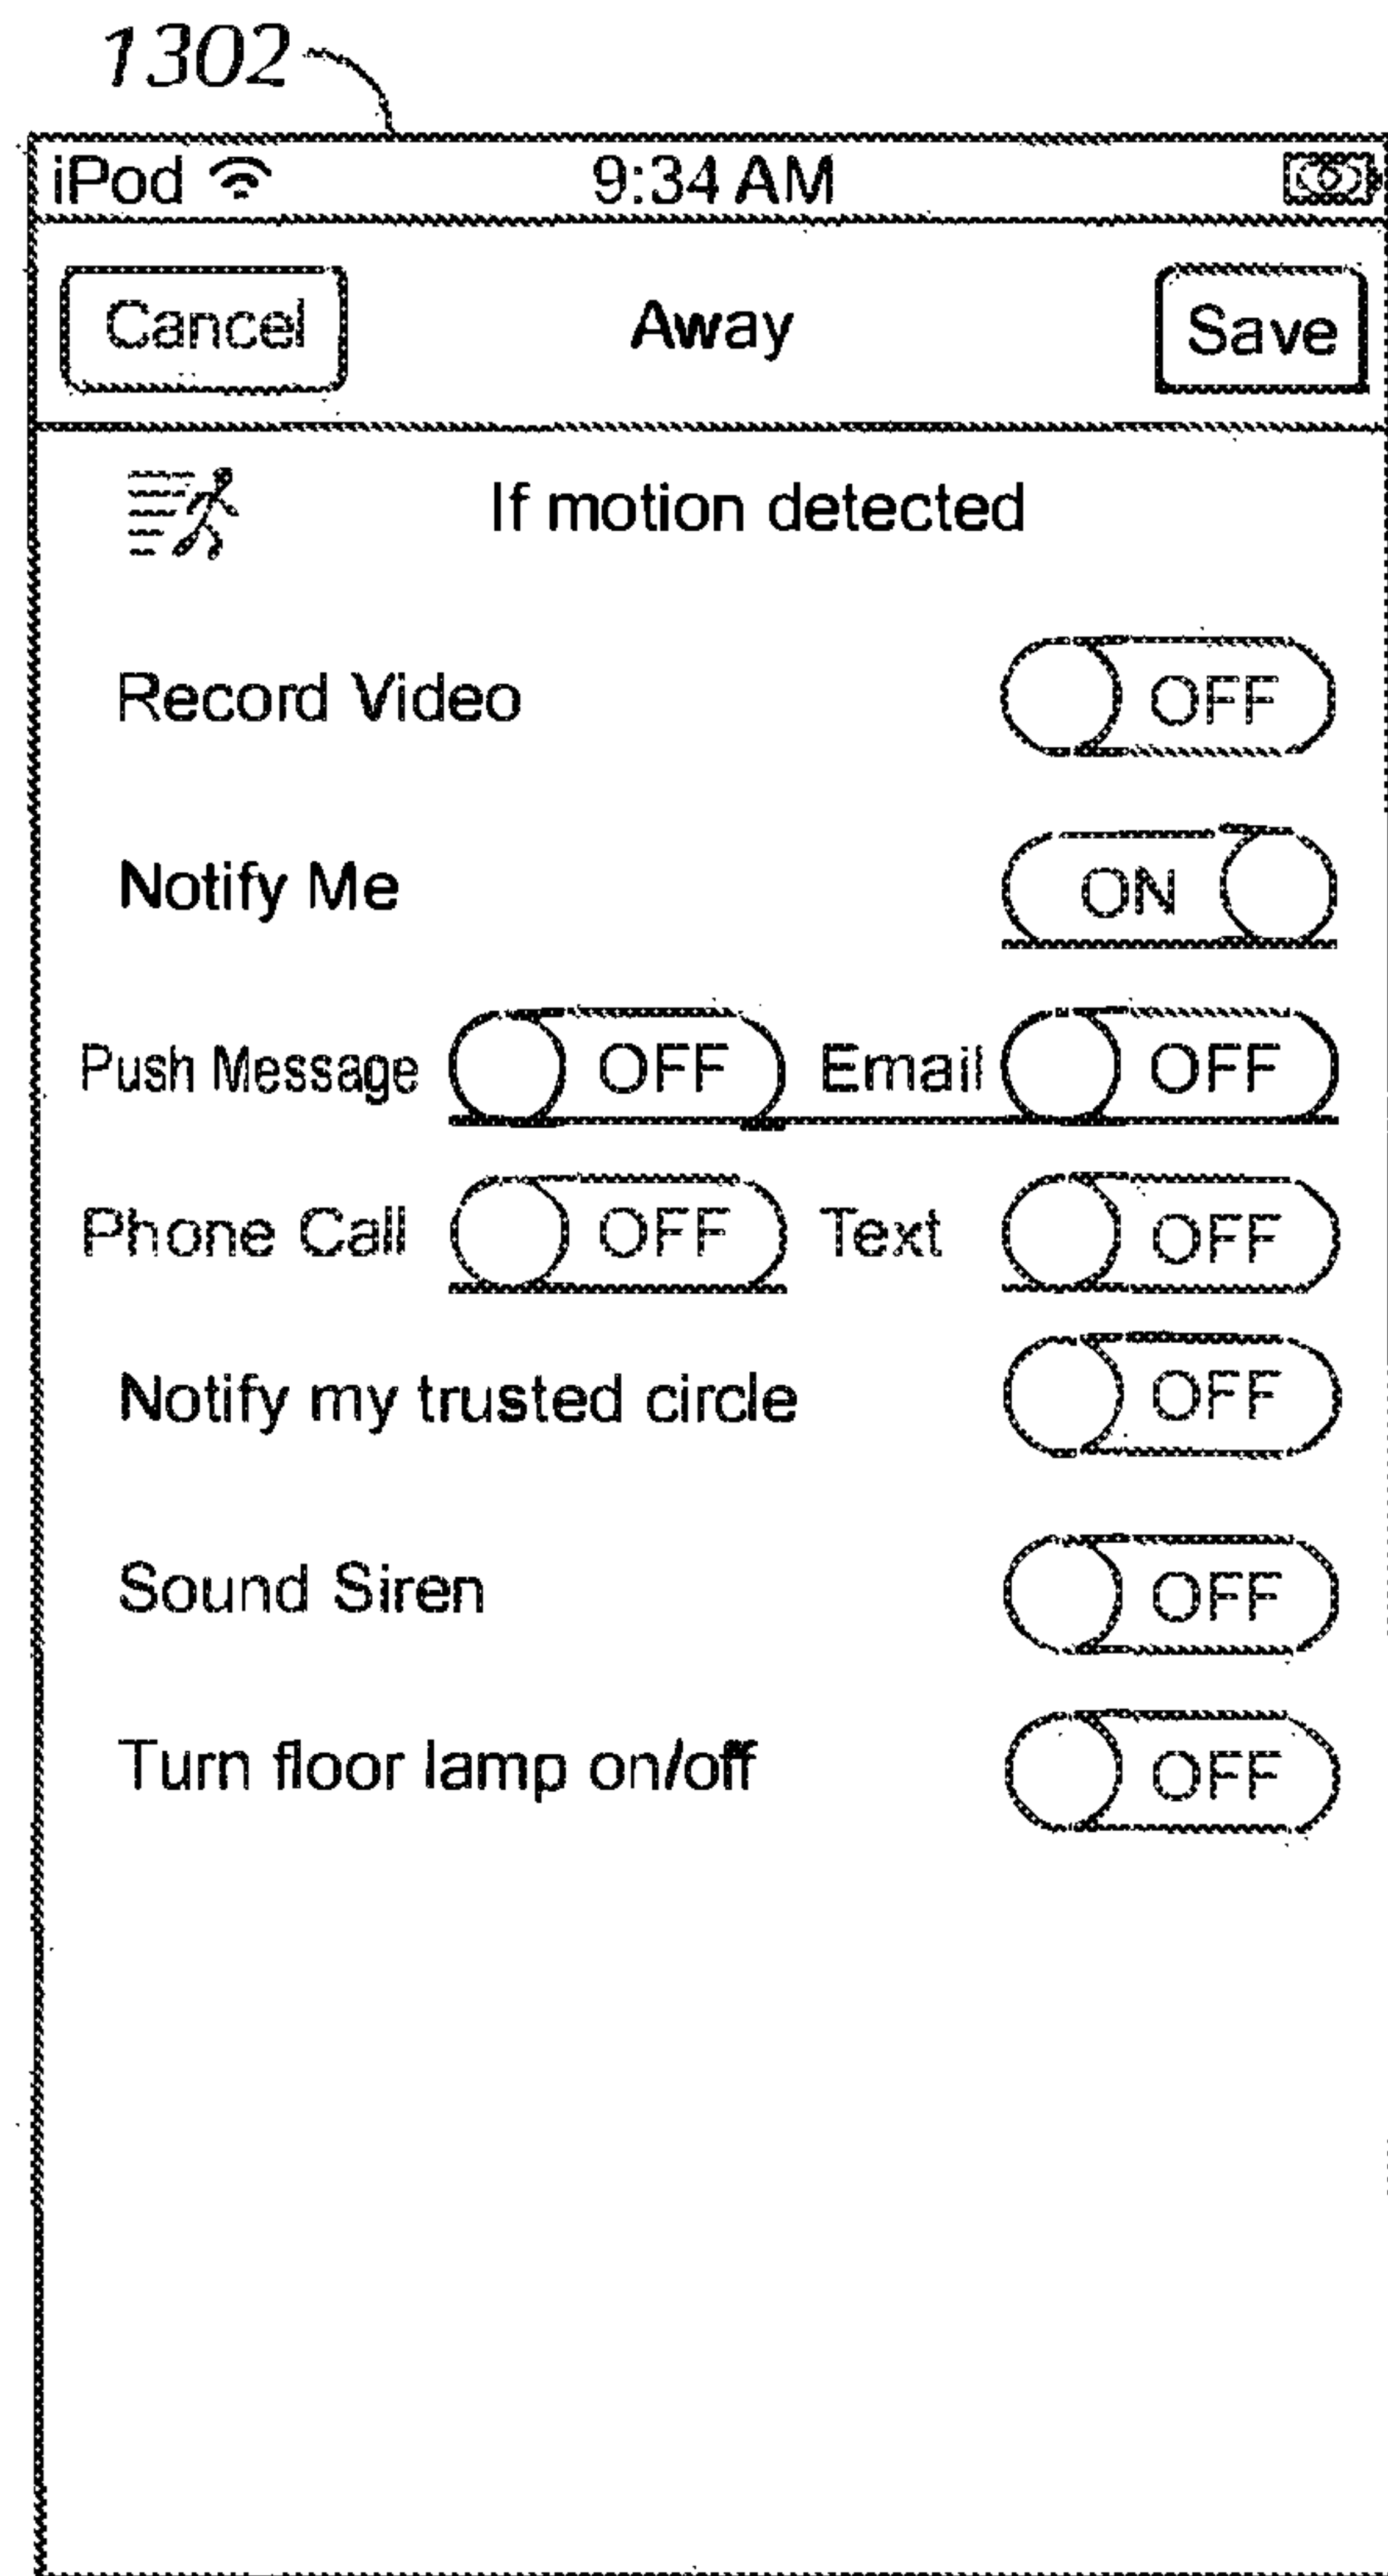 1302
iPod 9:34 AM
Cancel Away Save
If motion detected
Record Video OFF
Notify Me ON
Push Message OFF Email OFF
Phone Call OFF Text OFF
Notify my trusted circle OFF
Sound Siren OFF
Turn floor lamp on/off OFF